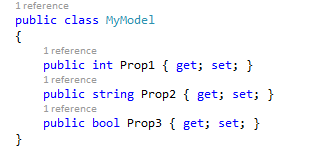 1 reference
public class MyModel
{
1 reference
public int Prop1 { get; set; }
1 reference
public string Prop2 { get; set; }
1 reference
public bool Prop3 { get; set; }
}